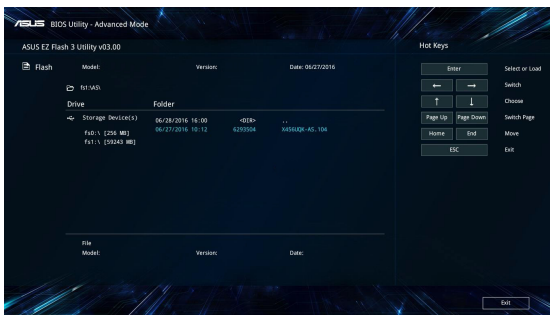 ASUS BIOS Utility - Advanced Mode
ASUS EZ Flash 3 Utility v03.00
Flash
Model: Version: Date: 06/27/2016
fs1:\AS\
Drive Folder
Storage Device(s)
fs0:\ [256 MB]
fs1:\ [59243 MB]
06/28/2016 16:00 <DIR> ..
06/27/2016 10:12 6293504 X456UQK-AS.104
File
Model: Version: Date:
Hot Keys
Enter Select or Load
← → Switch
↑ ↓ Choose
Page Up Page Down Switch Page
Home End Move
ESC Exit
Exit